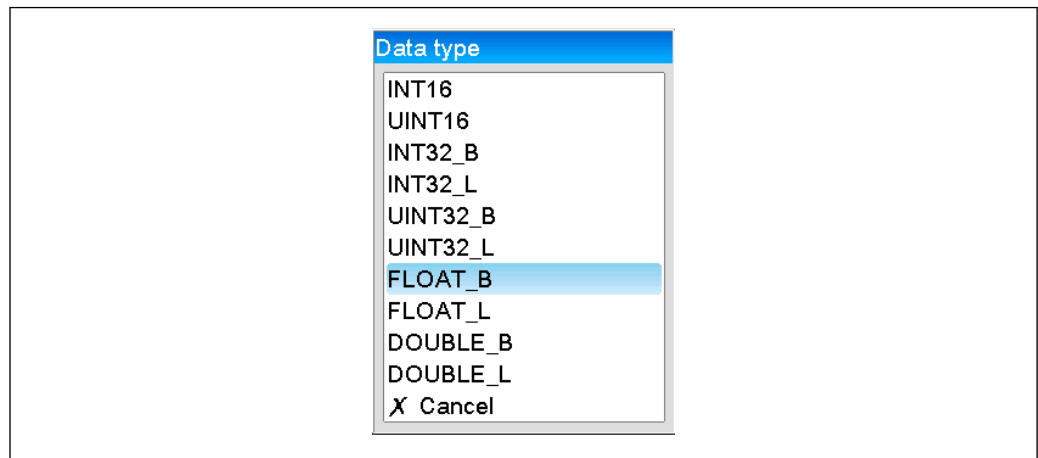 Data type
INT16
UINT16
INT32_B
INT32_L
UINT32_B
UINT32_L
FLOAT_B
FLOAT_L
DOUBLE_B
DOUBLE_L
X Cancel